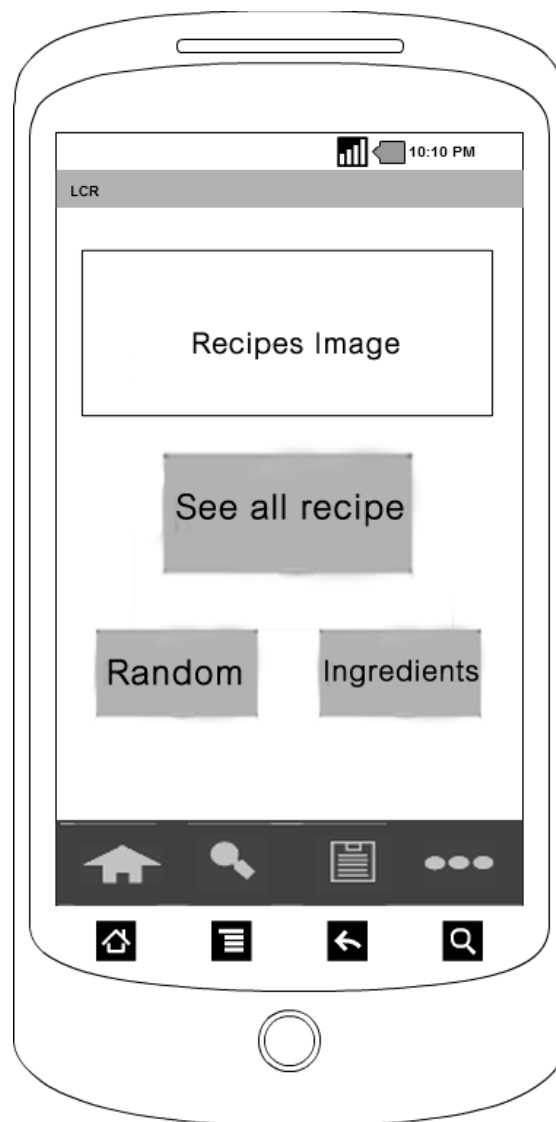 10:10 PM
LCR
Recipes Image
See all recipe
Random
Ingredients